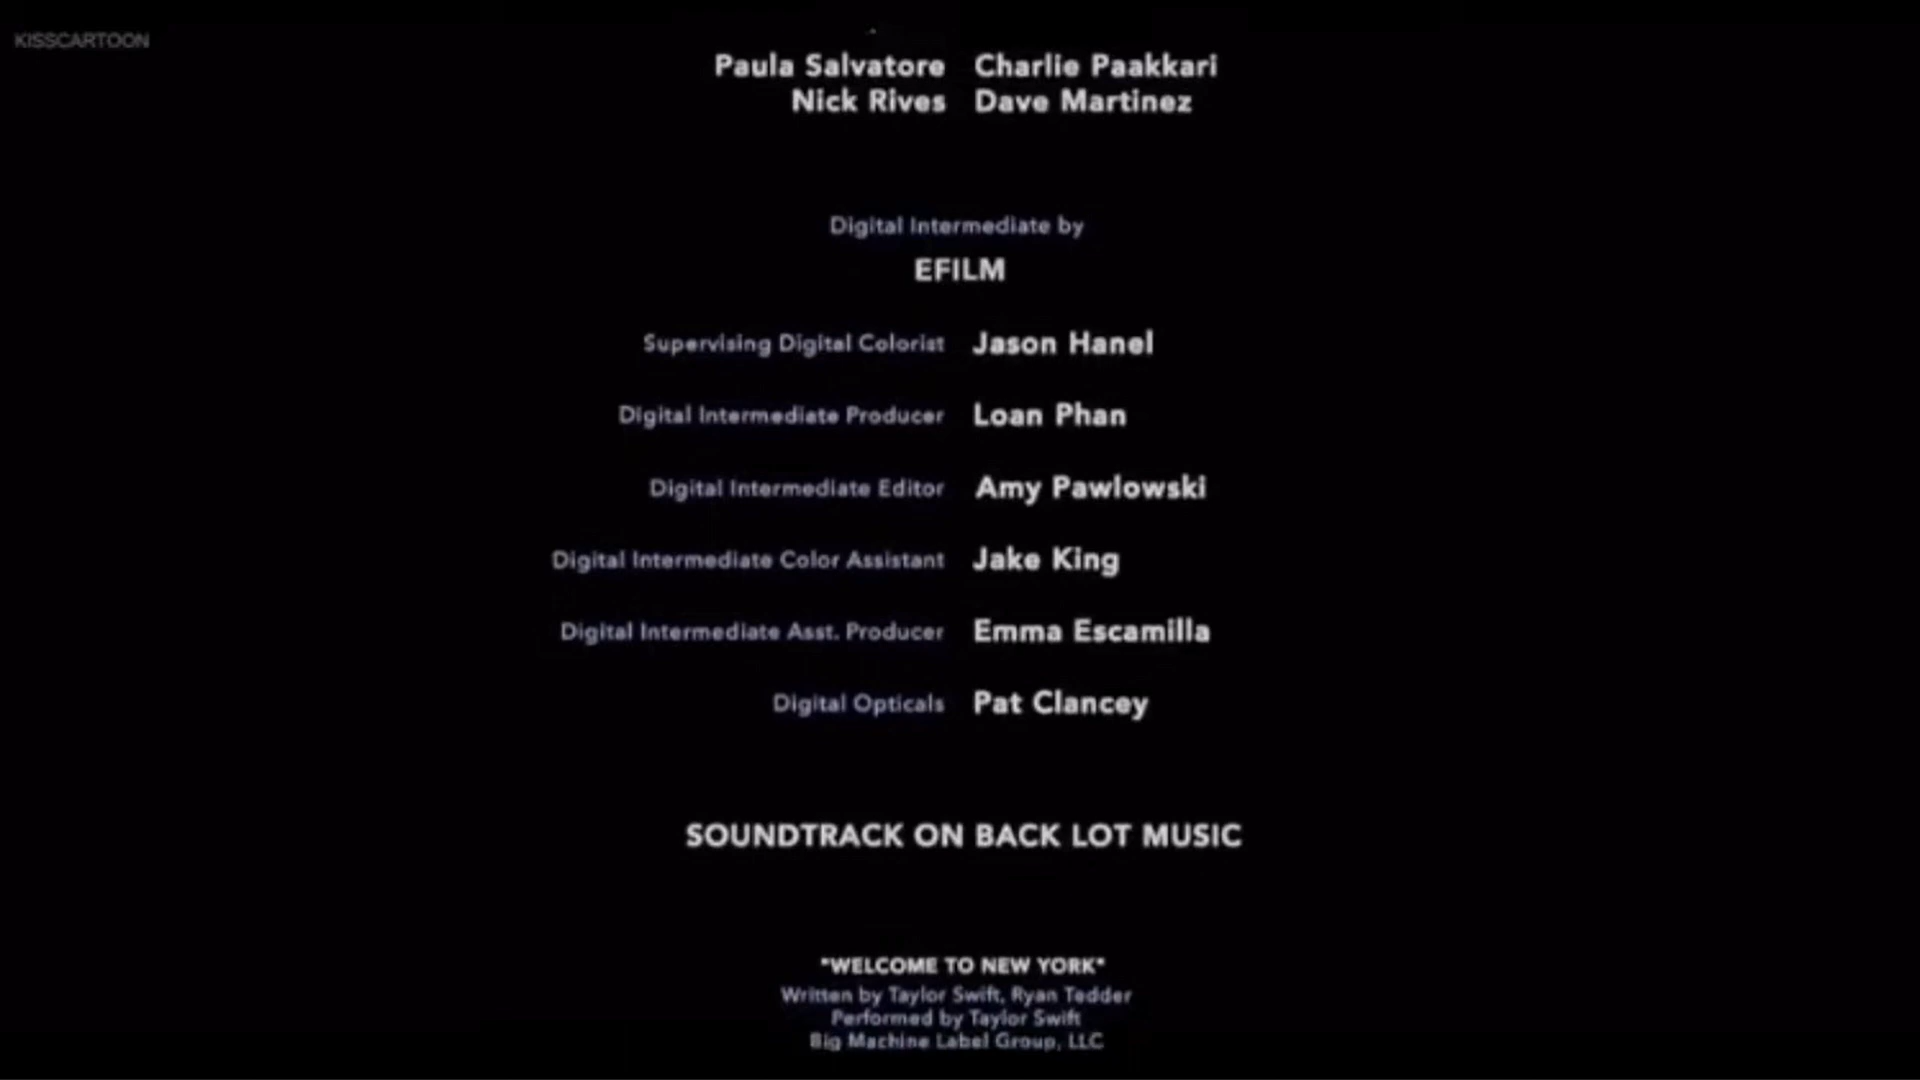 KISSCARTOON
Paula Salvatore Charlie Paakkari
Nick Rives Dave Martinez
Digital Intermediate by
EFILM
Supervising Digital Colorist Jason Hanel
Digital Intermediate Producer Loan Phan
Digital Intermediate Editor Amy Pawlowski
Digital Intermediate Color Assistant Jake King
Digital Intermediate Asst. Producer Emma Escamilla
Digital Opticals Pat Clancey
SOUNDTRACK ON BACK LOT MUSIC
"WELCOME TO NEW YORK"
Written by Taylor Swift, Ryan Tedder
Performed by Taylor Swift
Big Machine Label Group, LLC